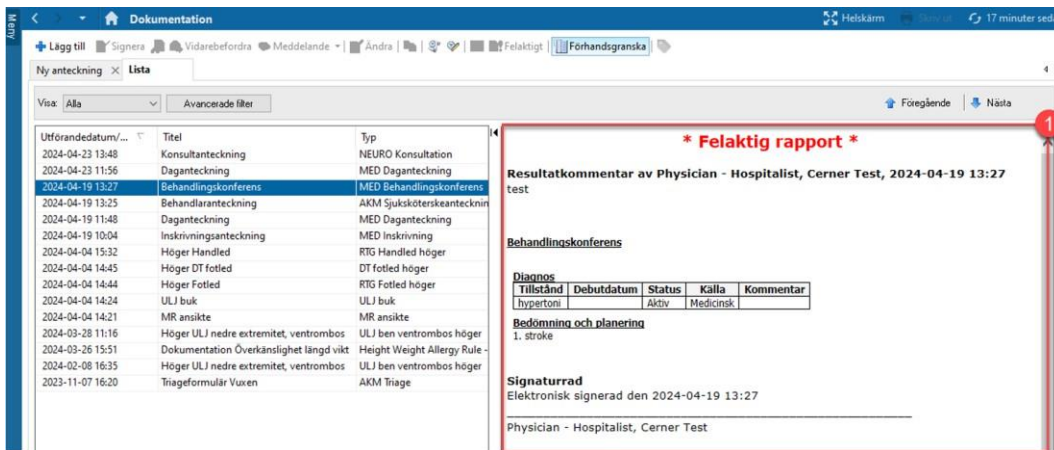 Meny
Dokumentation
Helskärm Skriv ut 17 minuter seda
Lägg till Signera Vidarebefordra Meddelande Ändra Felaktigt Förhandsgranska
Ny anteckning Lista
Visa: Alla Avancerade filter Föregående Nästa
1
Utförandedatum/... Titel Typ
2024-04-23 13:48 Konsultanteckning NEURO Konsultation
2024-04-23 11:56 Daganteckning MED Daganteckning
2024-04-19 13:27 Behandlingskonferens MED Behandlingskonferens
2024-04-19 13:25 Behandlaranteckning AKM Sjuksköterskeantecknin
2024-04-19 11:48 Daganteckning MED Daganteckning
2024-04-19 10:04 Inskrivningsanteckning MED Inskrivning
2024-04-04 15:32 Höger Handled RTG Handled höger
2024-04-04 14:45 Höger DT fotled DT fotled höger
2024-04-04 14:44 Höger Fotled RTG Fotled höger
2024-04-04 14:24 ULJ buk ULJ buk
2024-04-04 14:21 MR ansikte MR ansikte
2024-03-28 11:16 Höger ULJ nedre extremitet, ventrombos ULJ ben ventrombos höger
2024-03-26 15:51 Dokumentation Överkänslighet längd vikt Height Weight Allergy Rule -
2024-02-08 16:35 Höger ULJ nedre extremitet, ventrombos ULJ ben ventrombos höger
2023-11-07 16:20 Triageformulär Vuxen AKM Triage
* Felaktig rapport *
Resultatkommentar av Physician - Hospitalist, Cerner Test, 2024-04-19 13:27
test
Behandlingskonferens
Diagnos
Tillstånd Debutdatum Status Källa Kommentar
hypertoni Aktiv Medicinsk
Bedömning och planering
1. stroke
Signaturrad
Elektronisk signerad den 2024-04-19 13:27
Physician - Hospitalist, Cerner Test